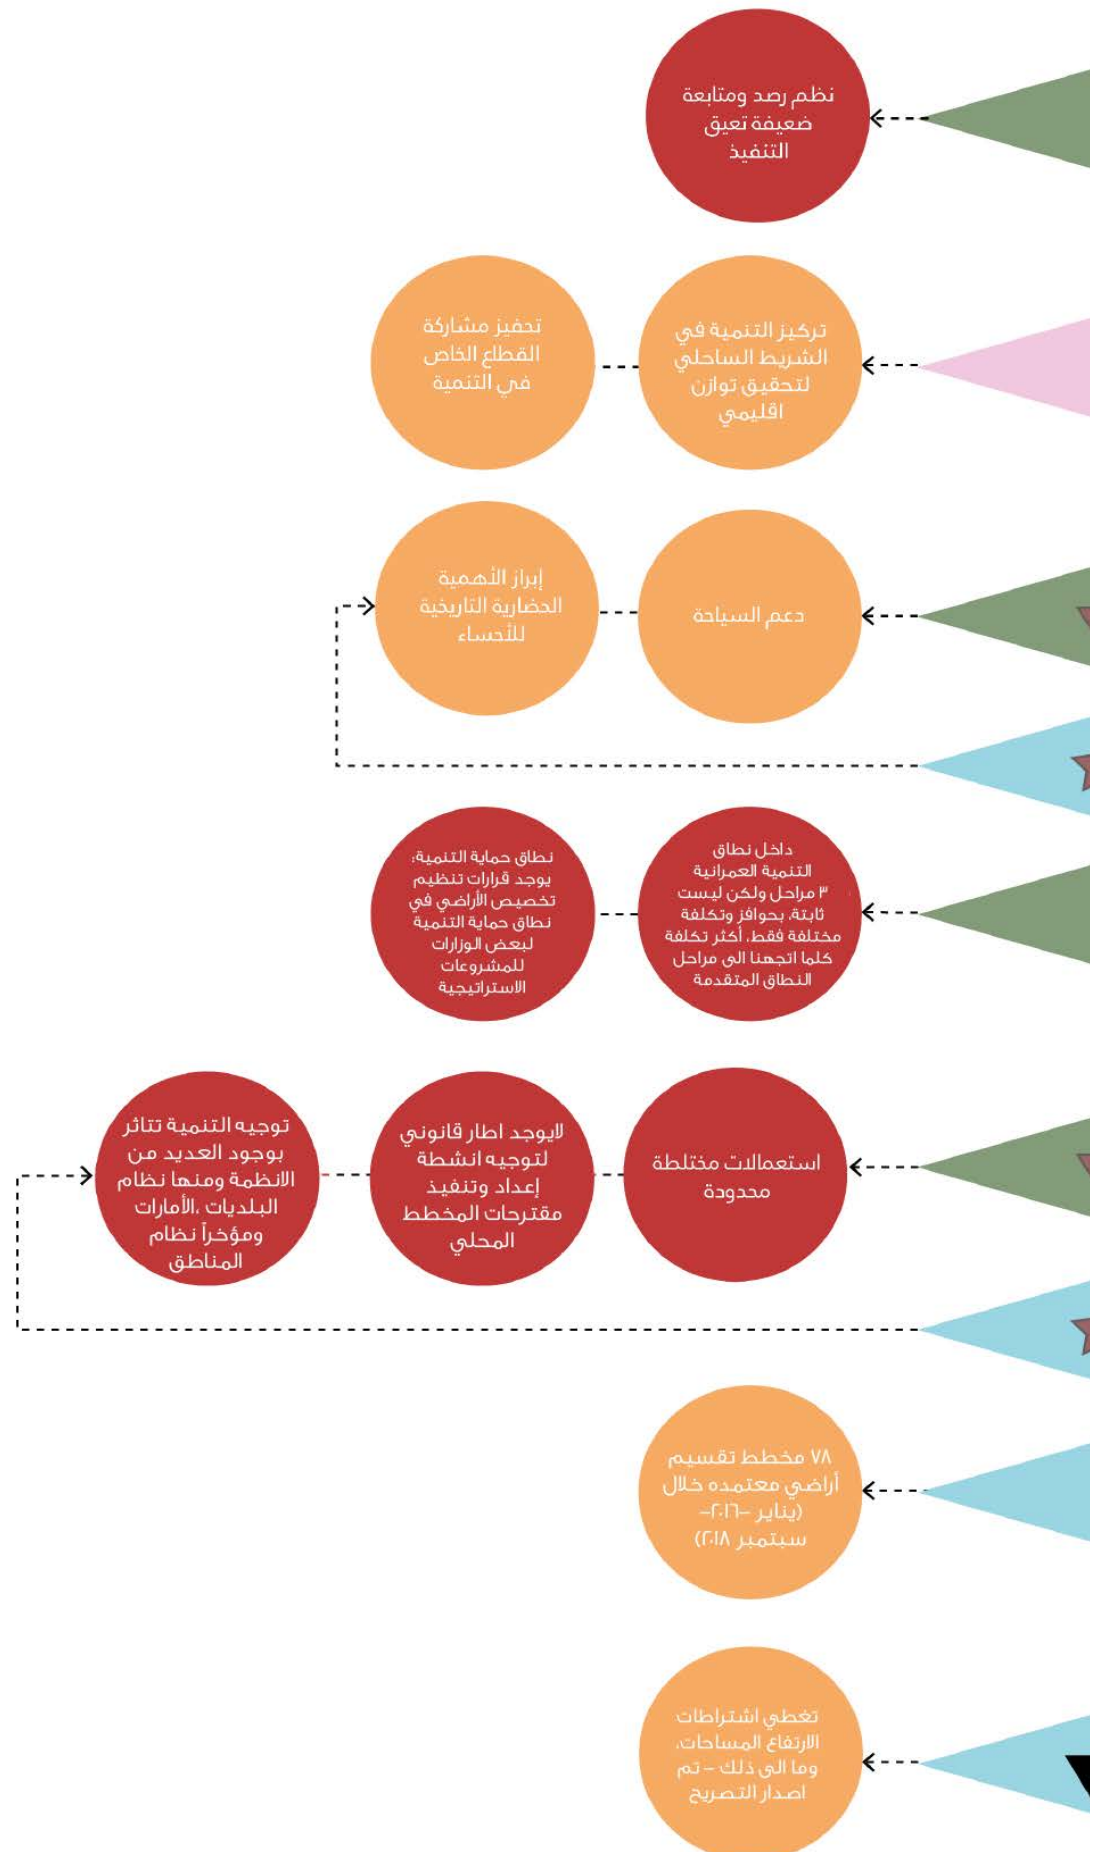 نظم رصد ومتابعة
ضعيفة تعيق
التنفيذ
تركيز التنمية في
الشريط الساحلي
لتحقيق توازن
اقليمي
تحفيز مشاركة
القطاع الخاص
في التنمية
دعم السياحة
إبراز الأهمية
الحضارية التاريخية
للأحساء
داخل نطاق
التنمية العمرانية
٣ مراحل ولكن ليست
ثابتة، بحوافز وتكلفة
مختلفة فقط، أكثر تكلفة
كلما اتجهنا الى مراحل
النطاق المتقدمة
نطاق حماية التنمية:
يوجد قرارات تنظيم
تخصيص الأراضي في
نطاق حماية التنمية
لبعض الوزارات
للمشروعات
الاستراتيجية
استعمالات مختلطة
محدودة
لايوجد اطار قانوني
لتوجيه انشطة
إعداد وتنفيذ
مقترحات المخطط
المحلي
توجيه التنمية تتاثر
بوجود العديد من
الانظمة ومنها نظام
البلديات ،الأمارات
ومؤخراً نظام
المناطق
٧٨ مخطط تقسيم
أراضي معتمده خلال
(يناير –٢٠١٦–
سبتمبر ٢٠١٨)
تغطي اشتراطات
الارتفاع المساحات،
وما الى ذلك – تم
اصدار التصريح